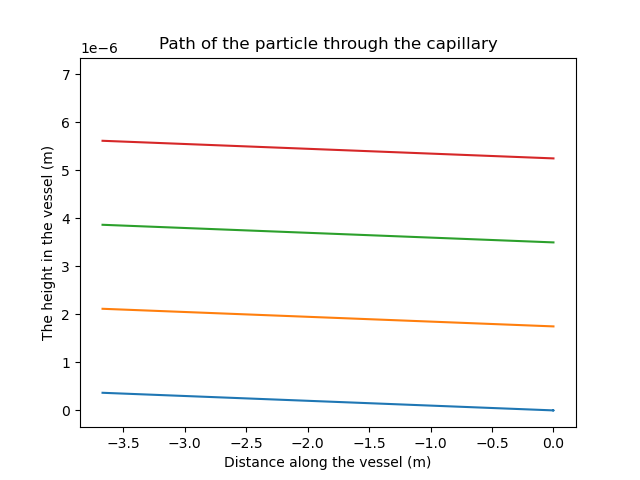 Path of the particle through the capillary
1e−6
7
6
5
4
3
2
1
0
The height in the vessel (m)
−3.5 −3.0 −2.5 −2.0 −1.5 −1.0 −0.5 0.0
Distance along the vessel (m)